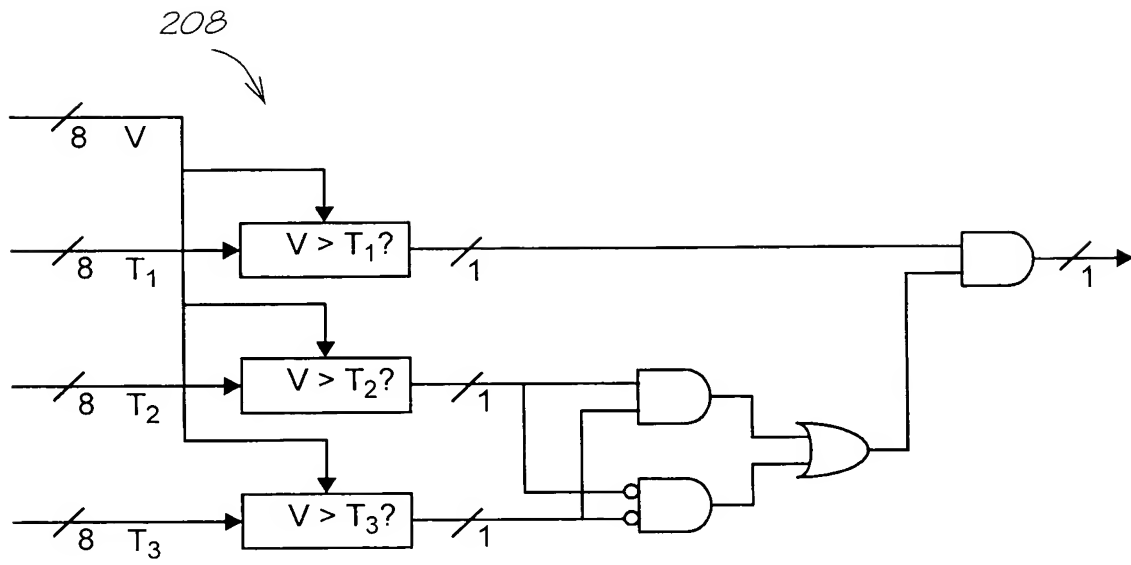 208
8 V
8 T₁
V > T₁?
1
1
8 T₂
V > T₂?
1
8 T₃
V > T₃?
1